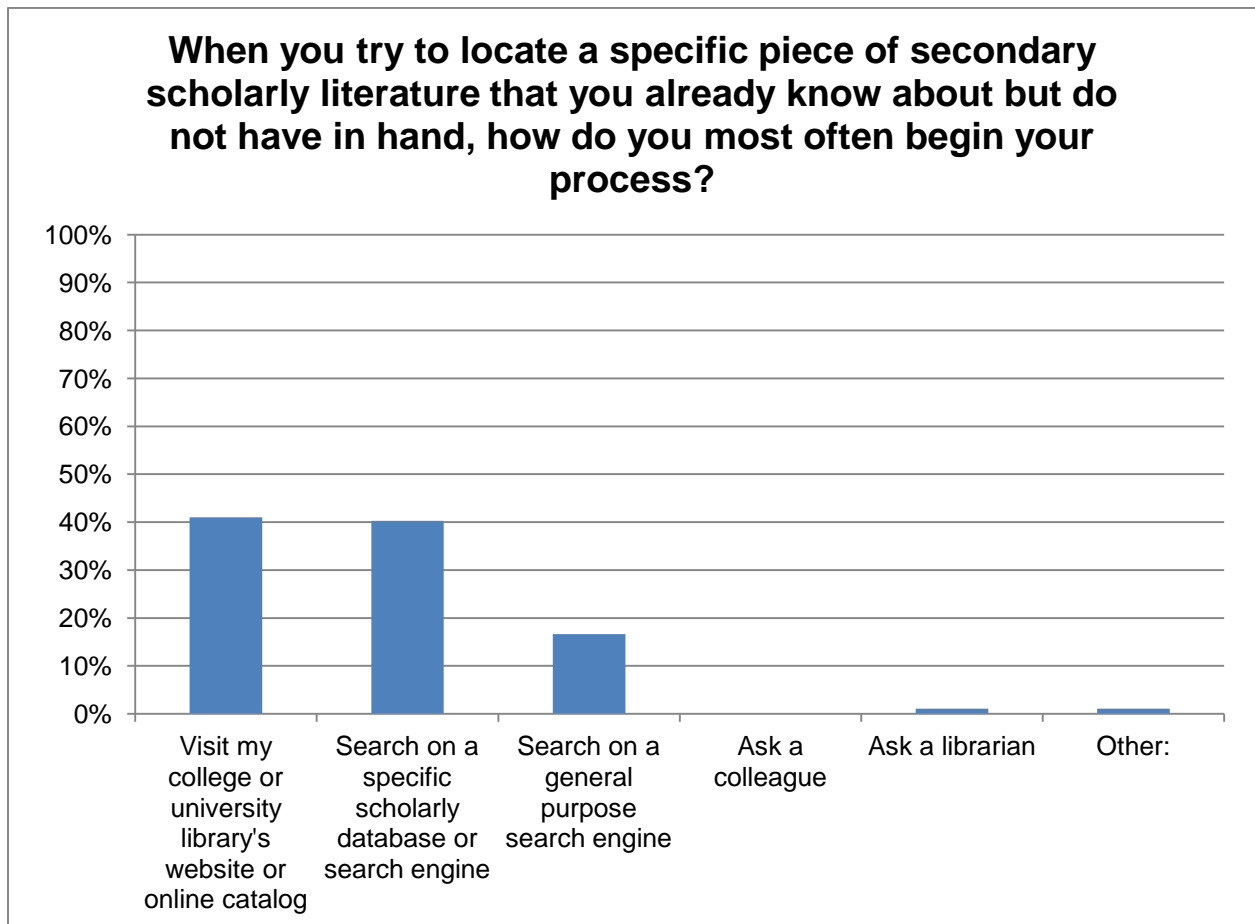 When you try to locate a specific piece of secondary
scholarly literature that you already know about but do
not have in hand, how do you most often begin your
process?
100%
90%
80%
70%
60%
50%
40%
30%
20%
10%
0%
Visit my
college or
university
library's
website or
online catalog
Search on a
specific
scholarly
database or
search engine
Search on a
general
purpose
search engine
Ask a
colleague
Ask a librarian
Other: